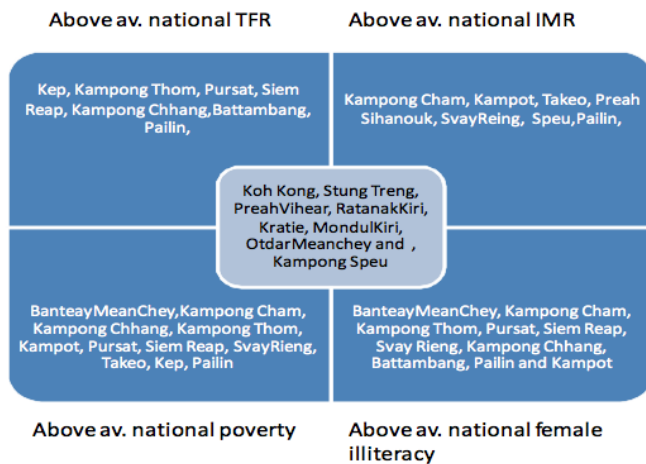 Above av. national TFR
Above av. national IMR
Kep, Kampong Thom, Pursat, Siem
Reap, Kampong Chhang,Battambang,
Pailin,
Kampong Cham, Kampot, Takeo, Preah
Sihanouk, SvayReing, Speu,Pailin,
Koh Kong, Stung Treng,
PreahVihear, RatanakKiri,
Kratie, MondulKiri,
OtdarMeanchey and ,
Kampong Speu
BanteayMeanChey,Kampong Cham,
Kampong Chhang, Kampong Thom,
Kampot, Pursat, Siem Reap, SvayRieng,
Takeo, Kep, Pailin
BanteayMeanChey, Kampong Cham,
Kampong Thom, Pursat, Siem Reap,
Svay Rieng, Kampong Chhang,
Battambang, Pailin and Kampot
Above av. national poverty
Above av. national female
illiteracy